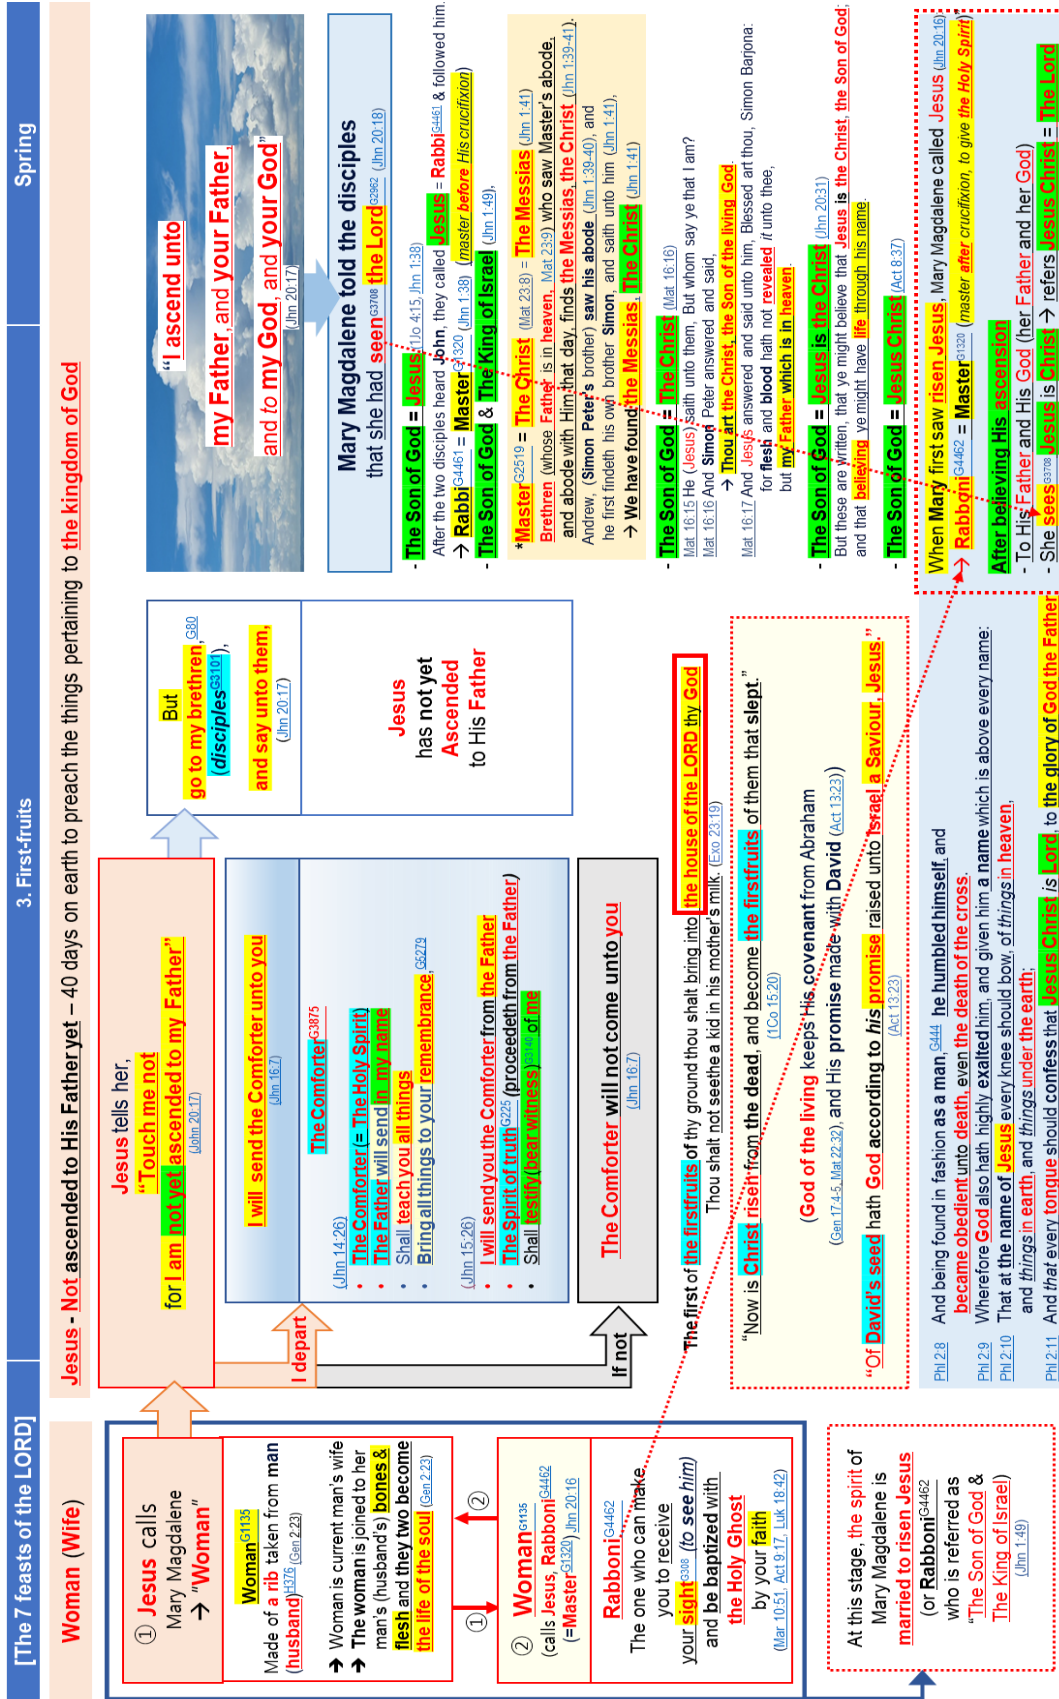 [The 7 feasts of the LORD]
3. First-fruits
Spring
Woman (Wife)
Jesus - Not ascended to His Father yet – 40 days on earth to preach the things pertaining to the kingdom of God
① Jesus calls
Mary Magdalene
→ "Woman"
Woman G1135
Made of a rib taken from man
(husband) H376 (Gen 2:23)
→ Woman is current man's wife
→ The woman is joined to her
man's (husband's) bones &
flesh and they two become
the life of the soul (Gen 2:23)
①
②
② Woman G1135
(calls Jesus, Rabboni G4462
(=Master G1320) Jhn 20:16
Rabboni G4462
The one who can make
you to receive
your sight G308 (to see him)
and be baptized with
the Holy Ghost
by your faith
(Mar 10:51, Act 9:17, Luk 18:42)
At this stage, the spirit of
Mary Magdalene is
married to risen Jesus
(or Rabboni G4462
who is referred as
"The Son of God &
The King of Israel)
(Jhn 1:49)
Jesus tells her,
"Touch me not
for I am not yet ascended to my Father"
(John 20:17)
I depart
If not
I will send the Comforter unto you
(Jhn 16:7)
The Comforter G3875
(Jhn 14:26)
• The Comforter (= The Holy Spirit)
• The Father will send in my name
• Shall teach you all things
• Bring all things to your remembrance, G5279
(Jhn 15:26)
• I will send you the Comforter from the Father
• The Spirit of truth G225 (proceedeth from the Father)
• Shall testify (bear witness) G3140 of me
The Comforter will not come unto you
(Jhn 16:7)
But
go to my brethren, G80
(disciples G3101),
and say unto them,
(Jhn 20:17)
Jesus
has not yet
Ascended
to His Father
"I ascend unto
my Father, and your Father,
and to my God, and your God"
(Jhn 20:17)
Mary Magdalene told the disciples
that she had seen G3708 the Lord G2962 (Jhn 20:18)
- The Son of God = Jesus (1Jo 4:15, Jhn 1:38)
After the two disciples heard John, they called Jesus = Rabbi G4461 & followed him.
→ Rabbi G4461 = Master G1320 (Jhn 1:38) (master before His crucifixion)
- The Son of God & The King of Israel (Jhn 1:49),
*Master G2519 = The Christ (Mat 23:8) = The Messias (Jhn 1:41)
Brethren (whose Father is in heaven, Mat 23:9) who saw Master's abode,
and abode with Him that day, finds the Messias, the Christ (Jhn 1:39-41).
Andrew, (Simon Peter's brother) saw his abode (Jhn 1:39-40), and
he first findeth his own brother Simon, and saith unto him (Jhn 1:41),
→ We have found the Messias, The Christ (Jhn 1:41)
- The Son of God = The Christ (Mat 16:16)
Mat 16:15 He (Jesus) saith unto them, But whom say ye that I am?
Mat 16:16 And Simon Peter answered and said,
→ Thou art the Christ, the Son of the living God.
Mat 16:17 And Jesus answered and said unto him, Blessed art thou, Simon Barjona:
for flesh and blood hath not revealed it unto thee,
but my Father which is in heaven.
- The Son of God = Jesus is the Christ (Jhn 20:31)
But these are written, that ye might believe that Jesus is the Christ, the Son of God;
and that believing ye might have life through his name.
- The Son of God = Jesus Christ (Act 8:37)
The first of the firstfruits of thy ground thou shalt bring into the house of the LORD thy God
Thou shalt not seethe a kid in his mother's milk. (Exo 23:19)
"Now is Christ risen from the dead, and become the firstfruits of them that slept."
(1Co 15:20)
(God of the living keeps His covenant from Abraham
(Gen 17:4-5, Mat 22:32), and His promise made with David (Act 13:23))
"Of David's seed hath God according to his promise raised unto Israel a Saviour, Jesus."
(Act 13:23)
Phl 2:8 And being found in fashion as a man, G444 he humbled himself, and
became obedient unto death, even the death of the cross.
Phl 2:9 Wherefore God also hath highly exalted him, and given him a name which is above every name:
Phl 2:10 That at the name of Jesus every knee should bow, of things in heaven,
and things in earth, and things under the earth;
Phl 2:11 And that every tongue should confess that Jesus Christ is Lord to the glory of God the Father
When Mary first saw risen Jesus, Mary Magdalene called Jesus (Jhn 20:16)
→ Rabboni G4462 = Master G1320 (master after crucifixion, to give the Holy Spirit)
After believing His ascension
- To His Father and His God (her Father and her God)
- She sees G3708 Jesus is Christ → refers Jesus Christ = The Lord